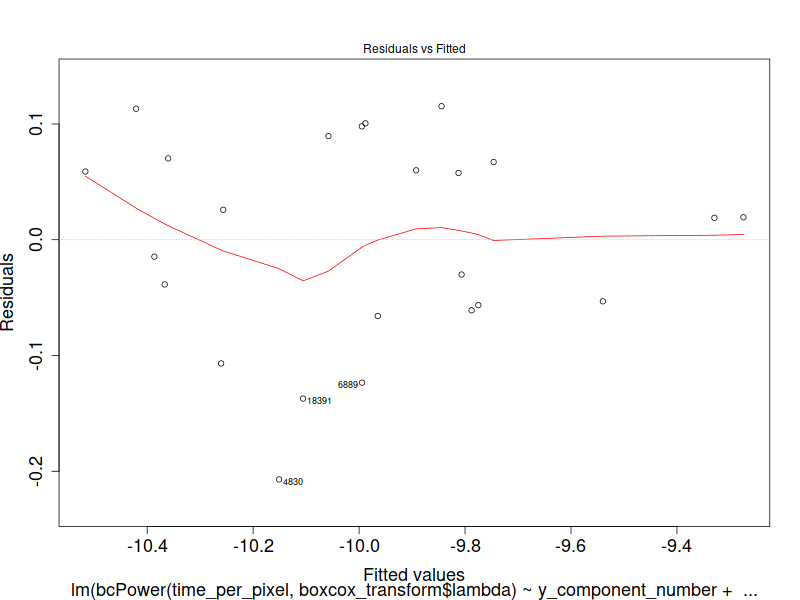 Residuals vs Fitted
Residuals
0.1
0.0
-0.1
-0.2
6889
18391
4830
-10.4 -10.2 -10.0 -9.8 -9.6 -9.4
Fitted values
lm(bcPower(time_per_pixel, boxcox_transform$lambda) ~ y_component_number + ...